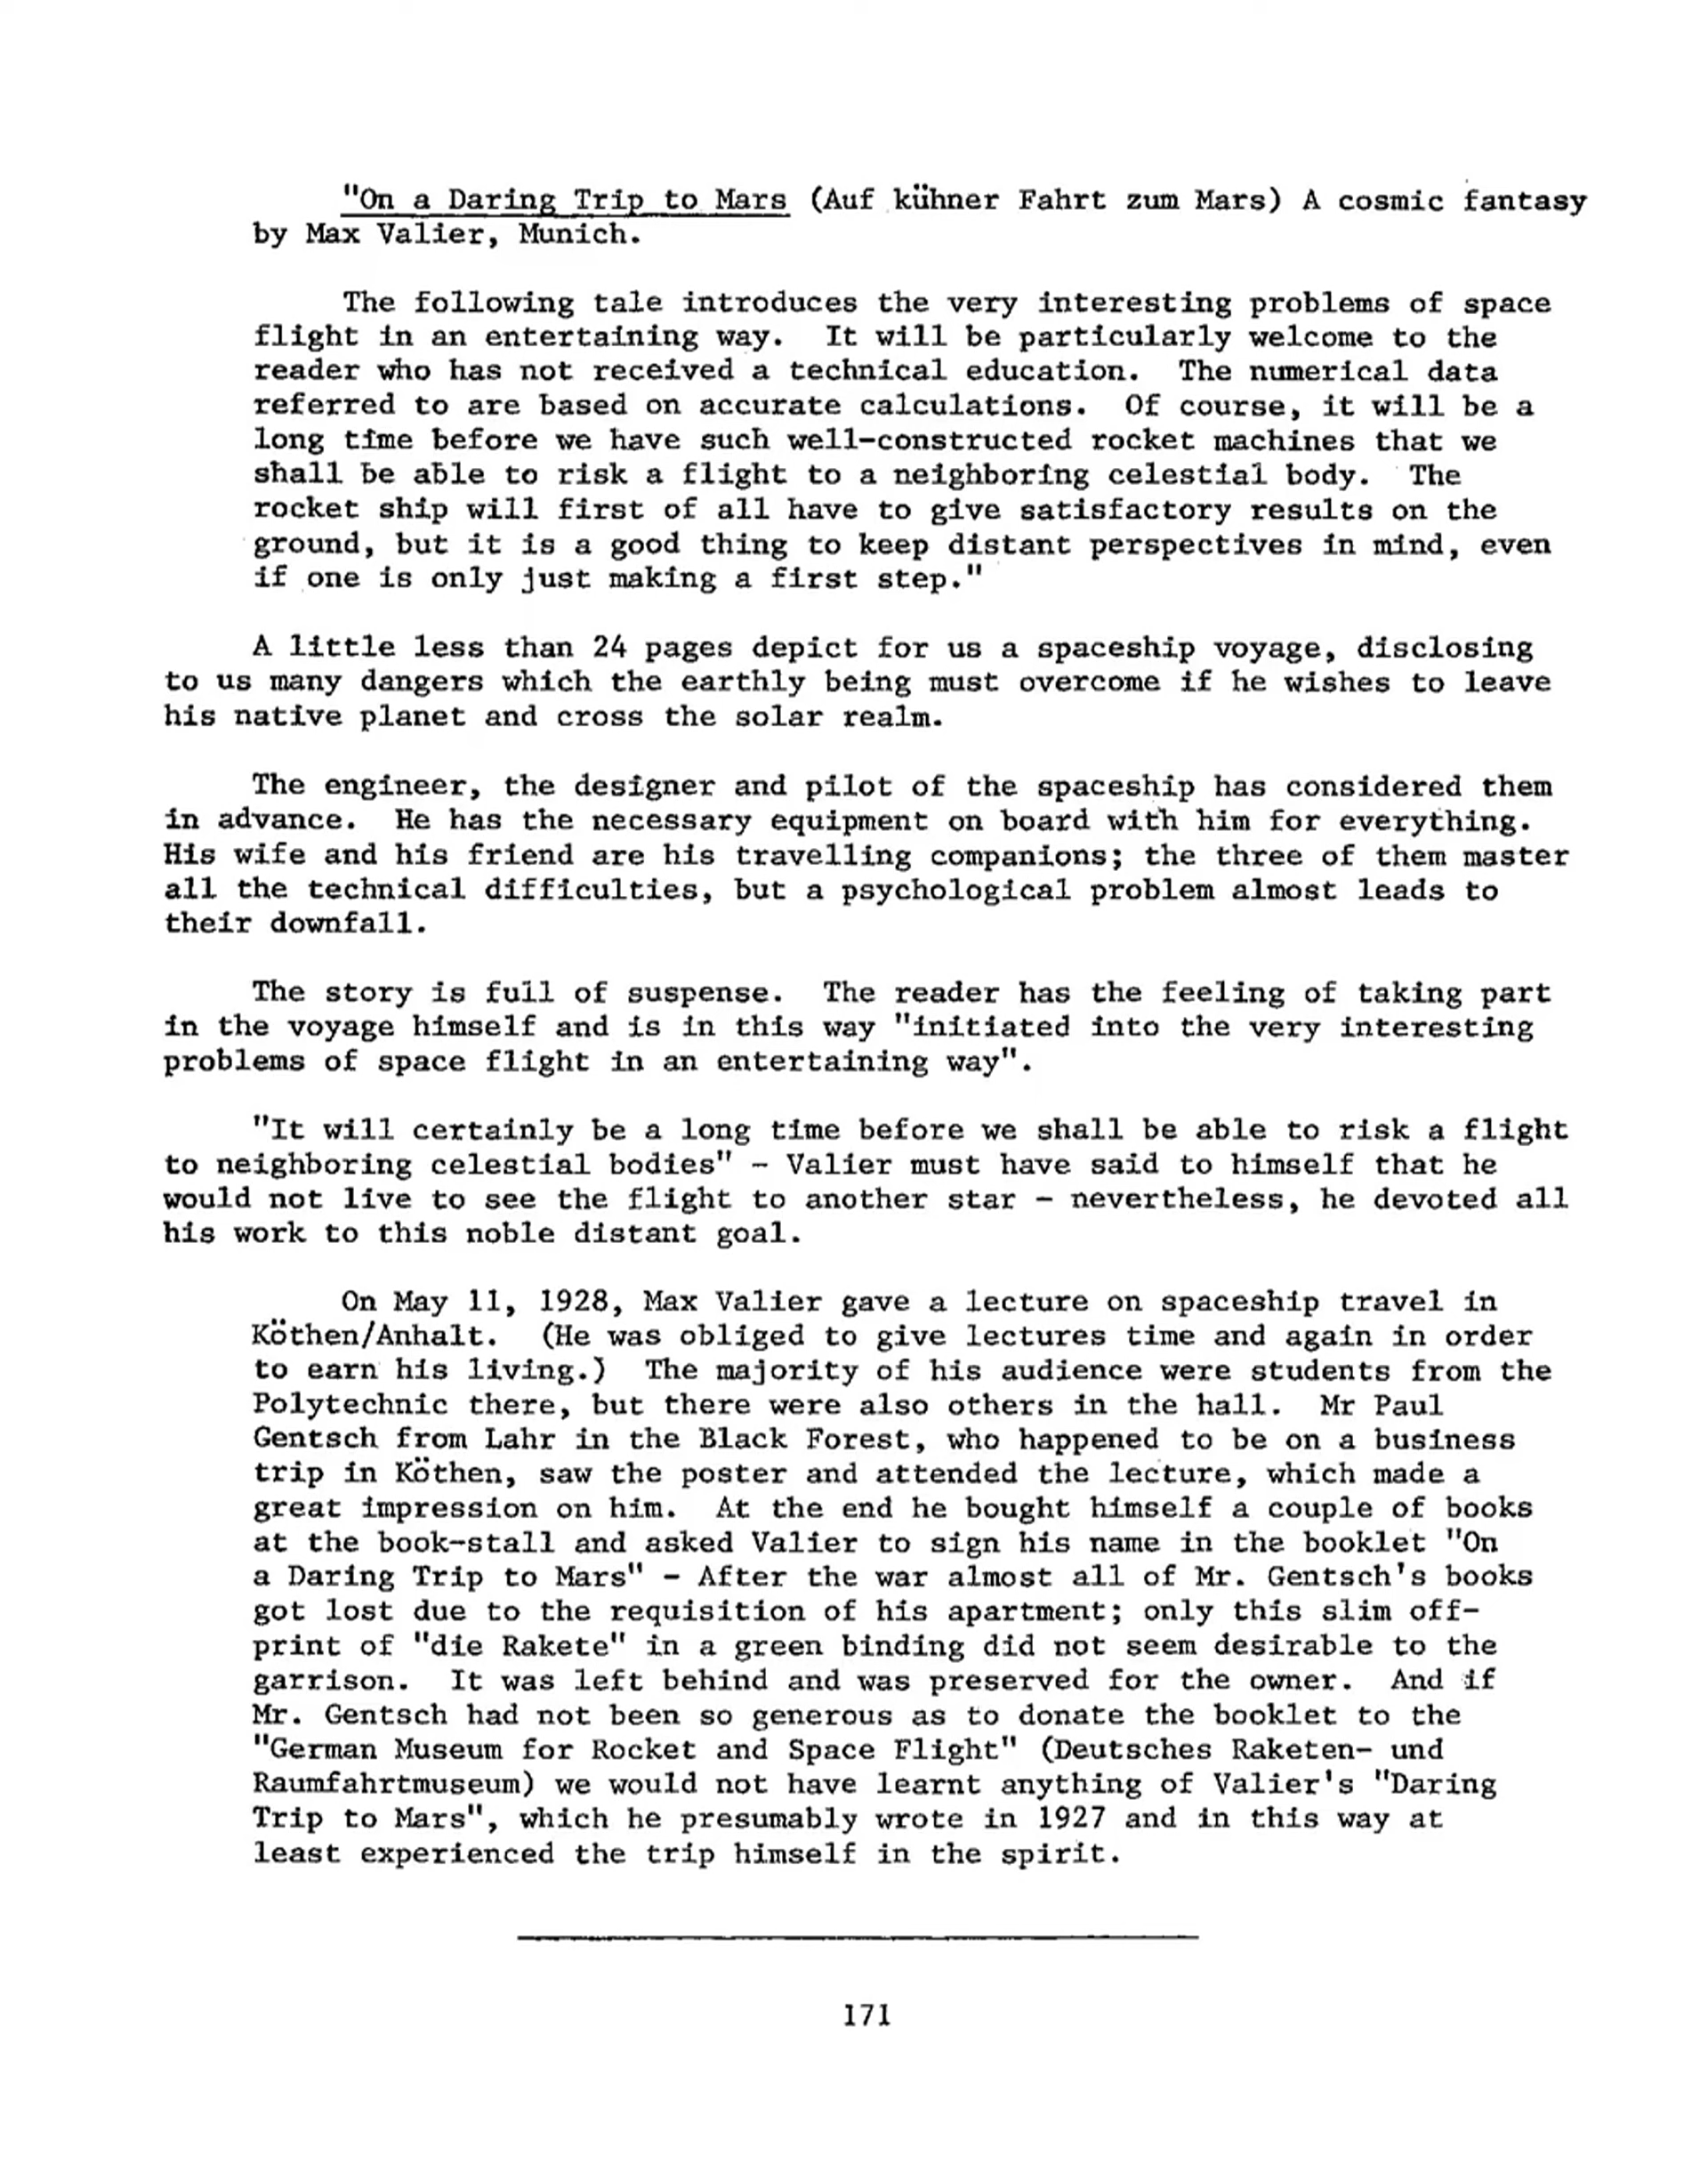 "On a Daring Trip to Mars (Auf kühner Fahrt zum Mars) A cosmic fantasy
by Max Valier, Munich.
The following tale introduces the very interesting problems of space
flight in an entertaining way. It will be particularly welcome to the
reader who has not received a technical education. The numerical data
referred to are based on accurate calculations. Of course, it will be a
long time before we have such well-constructed rocket machines that we
shall be able to risk a flight to a neighboring celestial body. The
rocket ship will first of all have to give satisfactory results on the
ground, but it is a good thing to keep distant perspectives in mind, even
if one is only just making a first step."
A little less than 24 pages depict for us a spaceship voyage, disclosing
to us many dangers which the earthly being must overcome if he wishes to leave
his native planet and cross the solar realm.
The engineer, the designer and pilot of the spaceship has considered them
in advance. He has the necessary equipment on board with him for everything.
His wife and his friend are his travelling companions; the three of them master
all the technical difficulties, but a psychological problem almost leads to
their downfall.
The story is full of suspense. The reader has the feeling of taking part
in the voyage himself and is in this way "initiated into the very interesting
problems of space flight in an entertaining way".
"It will certainly be a long time before we shall be able to risk a flight
to neighboring celestial bodies" - Valier must have said to himself that he
would not live to see the flight to another star - nevertheless, he devoted all
his work to this noble distant goal.
On May 11, 1928, Max Valier gave a lecture on spaceship travel in
Köthen/Anhalt. (He was obliged to give lectures time and again in order
to earn his living.) The majority of his audience were students from the
Polytechnic there, but there were also others in the hall. Mr Paul
Gentsch from Lahr in the Black Forest, who happened to be on a business
trip in Köthen, saw the poster and attended the lecture, which made a
great impression on him. At the end he bought himself a couple of books
at the book-stall and asked Valier to sign his name in the booklet "On
a Daring Trip to Mars" - After the war almost all of Mr. Gentsch's books
got lost due to the requisition of his apartment; only this slim off-
print of "die Rakete" in a green binding did not seem desirable to the
garrison. It was left behind and was preserved for the owner. And if
Mr. Gentsch had not been so generous as to donate the booklet to the
"German Museum for Rocket and Space Flight" (Deutsches Raketen- und
Raumfahrtmuseum) we would not have learnt anything of Valier's "Daring
Trip to Mars", which he presumably wrote in 1927 and in this way at
least experienced the trip himself in the spirit.
171